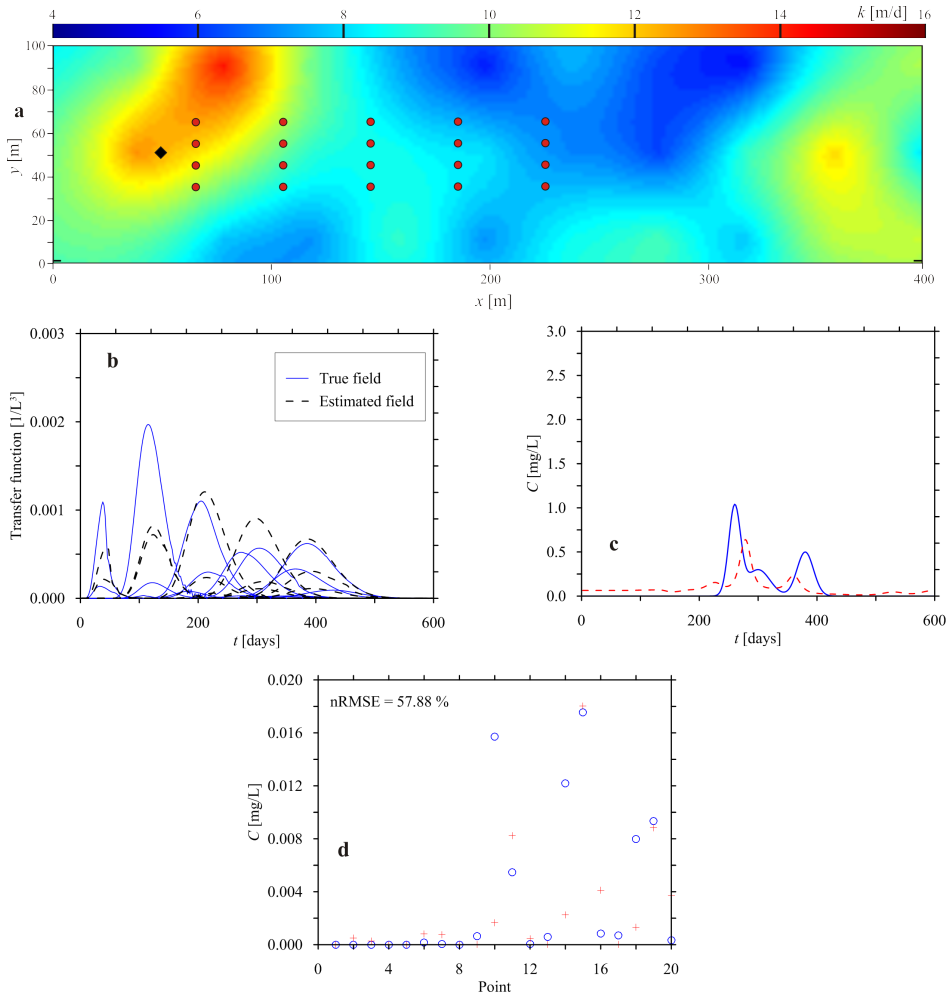 4 6 8 10 12 14 k [m/d] 16
a
y [m]
100
80
60
40
20
0
0 100 200 300 400
x [m]
b
Transfer function [1/L³]
0.003
0.002
0.001
0.000
True field
Estimated field
0 200 400 600
t [days]
c
C [mg/L]
3.0
2.5
2.0
1.5
1.0
0.5
0.0
0 200 400 600
t [days]
nRMSE = 57.88 %
d
C [mg/L]
0.020
0.016
0.012
0.008
0.004
0.000
0 4 8 12 16 20
Point